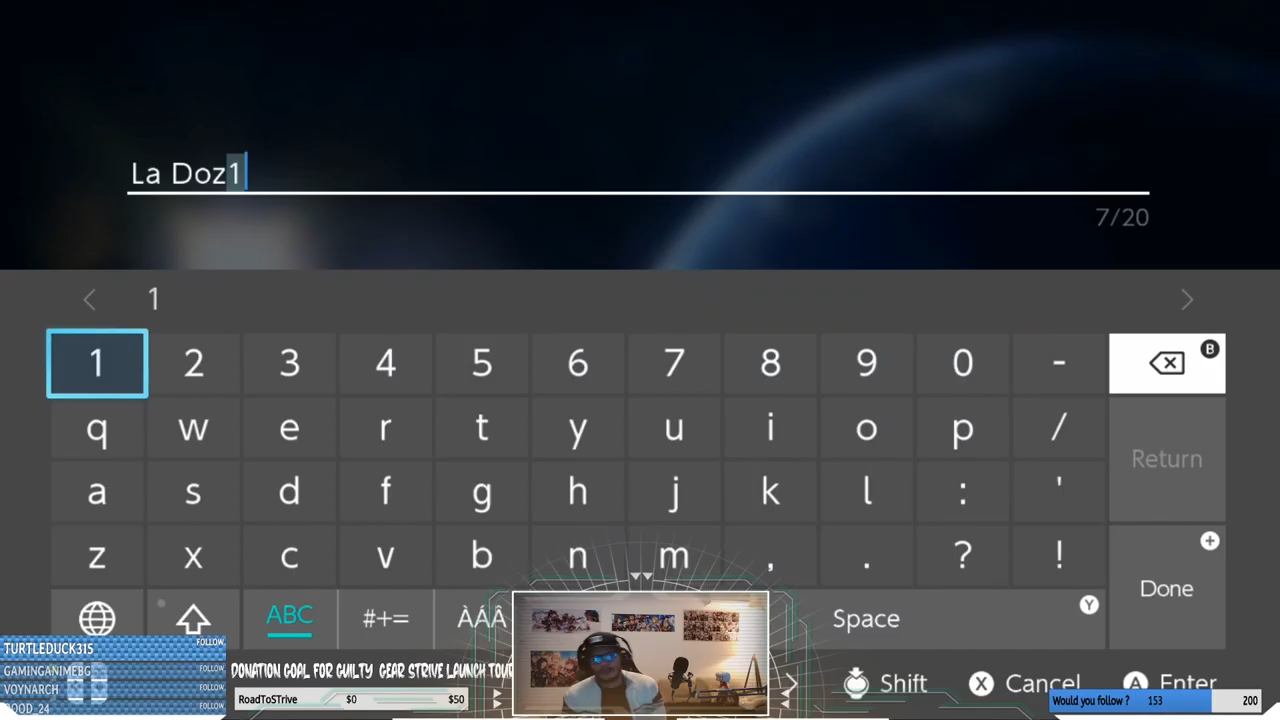 La Doz1
7/20
1
1 2 3 4 5 6 7 8 9 0 -
B
q w e r t y u i o p /
Return
a s d f g h j k l : '
z x c v b n m , . ? !
+
Done
ABC #+= ÀÁÂ Space
Y
Shift X Cancel A Enter
TURTLEDUCK315 FOLLOW
GAMINGANIMEBG FOLLOW
VOYNARCH FOLLOW
FOLLOW
DONATION GOAL FOR GUILTY GEAR STRIVE LAUNCH TOUR
RoadToSTrive $0 $50
Would you follow ? 153 200